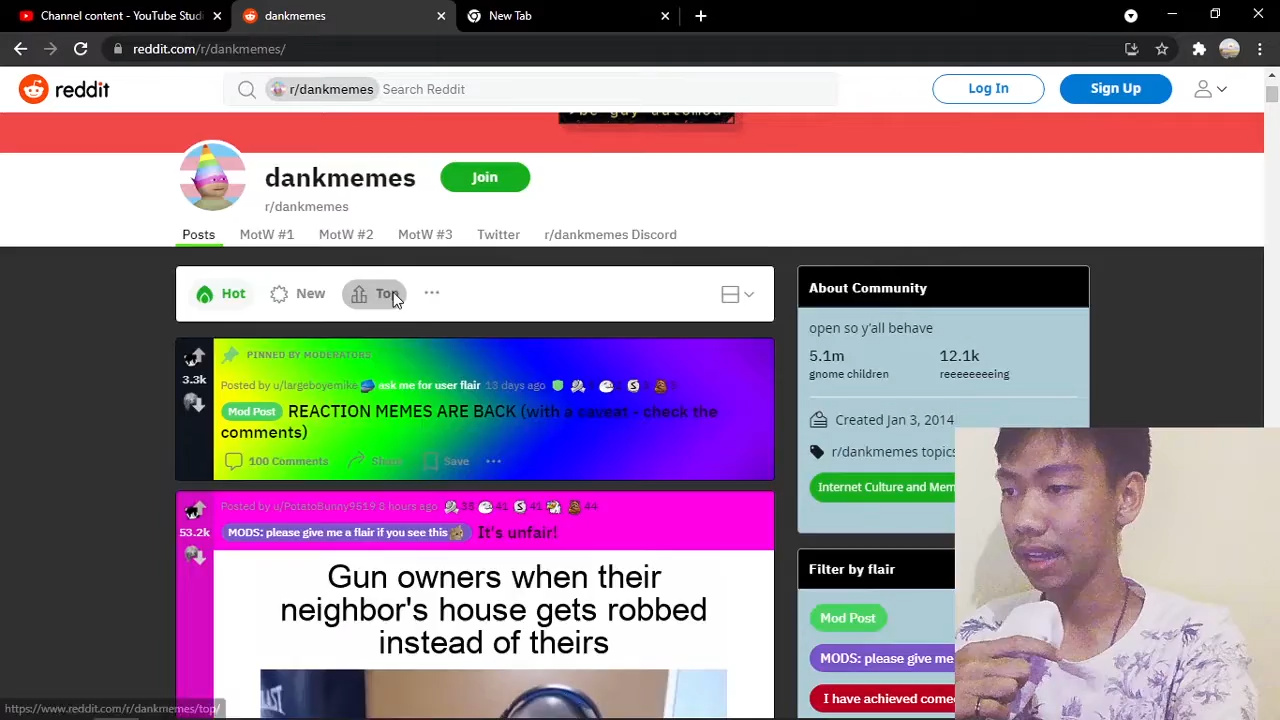 Channel content - YouTube Studi
dankmemes
New Tab
reddit.com/r/dankmemes/
reddit
r/dankmemes
Search Reddit
Log In
Sign Up
dankmemes
Join
r/dankmemes
Posts
MotW #1
MotW #2
MotW #3
Twitter
r/dankmemes Discord
Hot
New
Top
...
About Community
open so y'all behave
5.1m
12.1k
gnome children
reeeeeeeing
Created Jan 3, 2014
r/dankmemes topics
Internet Culture and Mem
Filter by flair
Mod Post
MODS: please give me
I have achieved come
PINNED BY MODERATORS
3.3k
Posted by u/largeboyemike
ask me for user flair
13 days ago
Mod Post
REACTION MEMES ARE BACK (with a caveat - check the
comments)
100 Comments
Share
Save
...
Posted by u/PotatoBunny9619 8 hours ago
38
41
41
44
53.2k
MODS: please give me a flair if you see this
It's unfair!
Gun owners when their
neighbor's house gets robbed
instead of theirs
https://www.reddit.com/r/dankmemes/top/